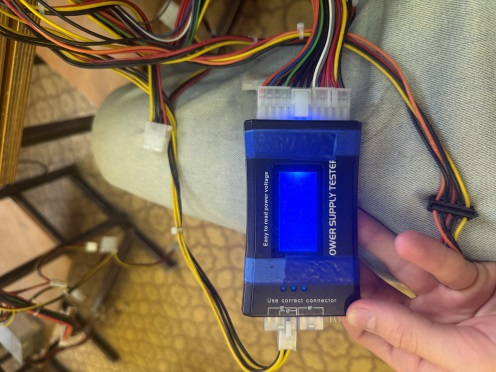 Easy to read power voltage
OWER SUPPLY TESTER
Use correct connector